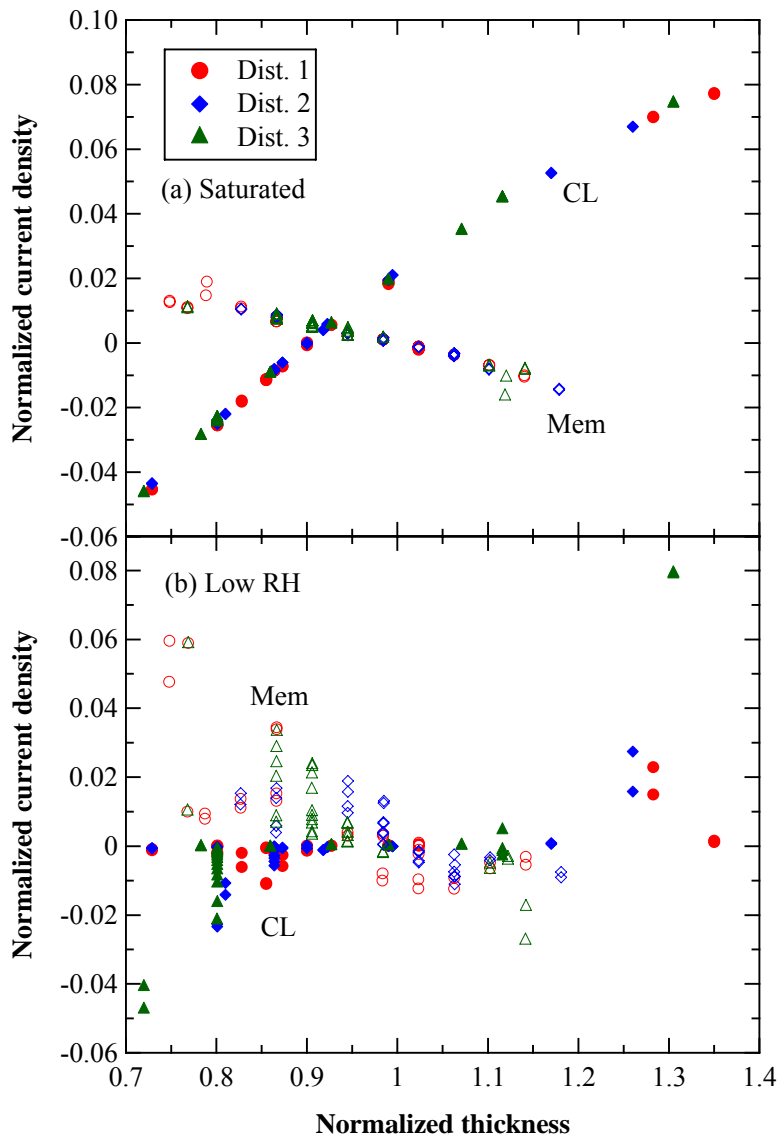 0.10
0.08
0.06
0.04
0.02
0
-0.02
-0.04
-0.06
Normalized current density
Dist. 1
Dist. 2
Dist. 3
(a) Saturated
CL
Mem
0.08
0.06
0.04
0.02
0
-0.02
-0.04
-0.06
Normalized current density
(b) Low RH
Mem
CL
0.7 0.8 0.9 1 1.1 1.2 1.3 1.4
Normalized thickness